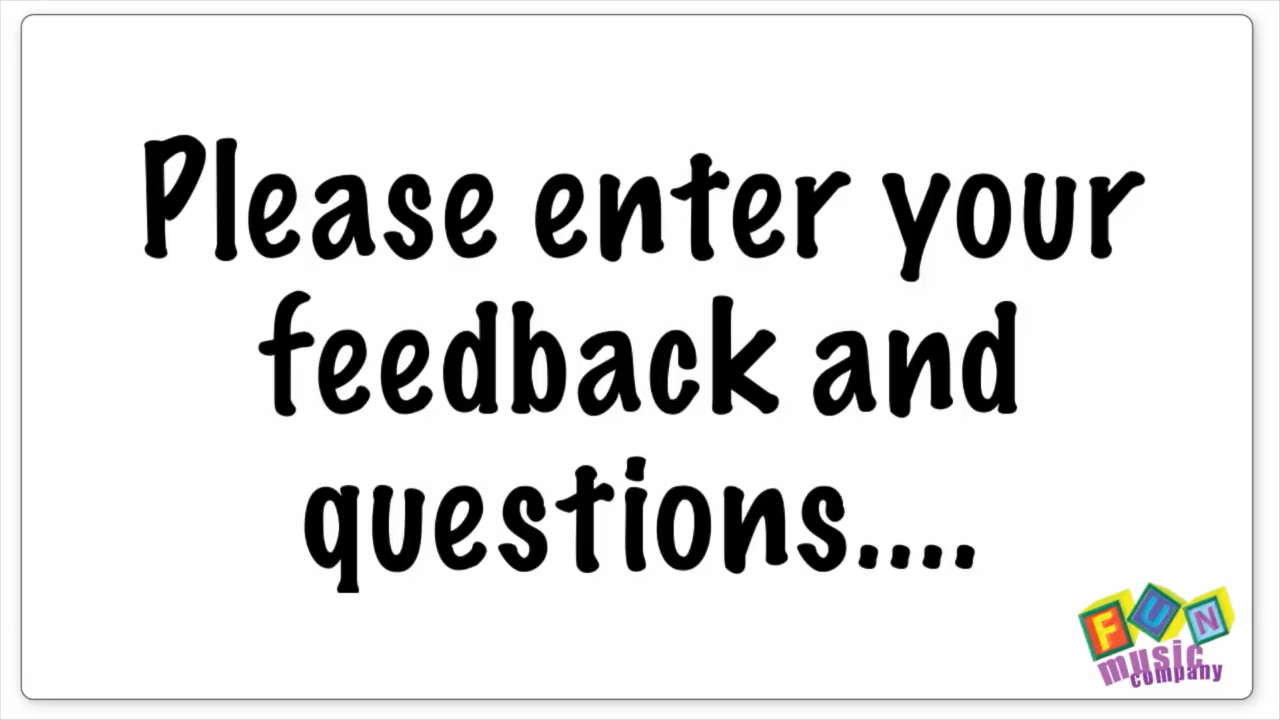 Please enter your
feedback and
questions....
FUN
music
company